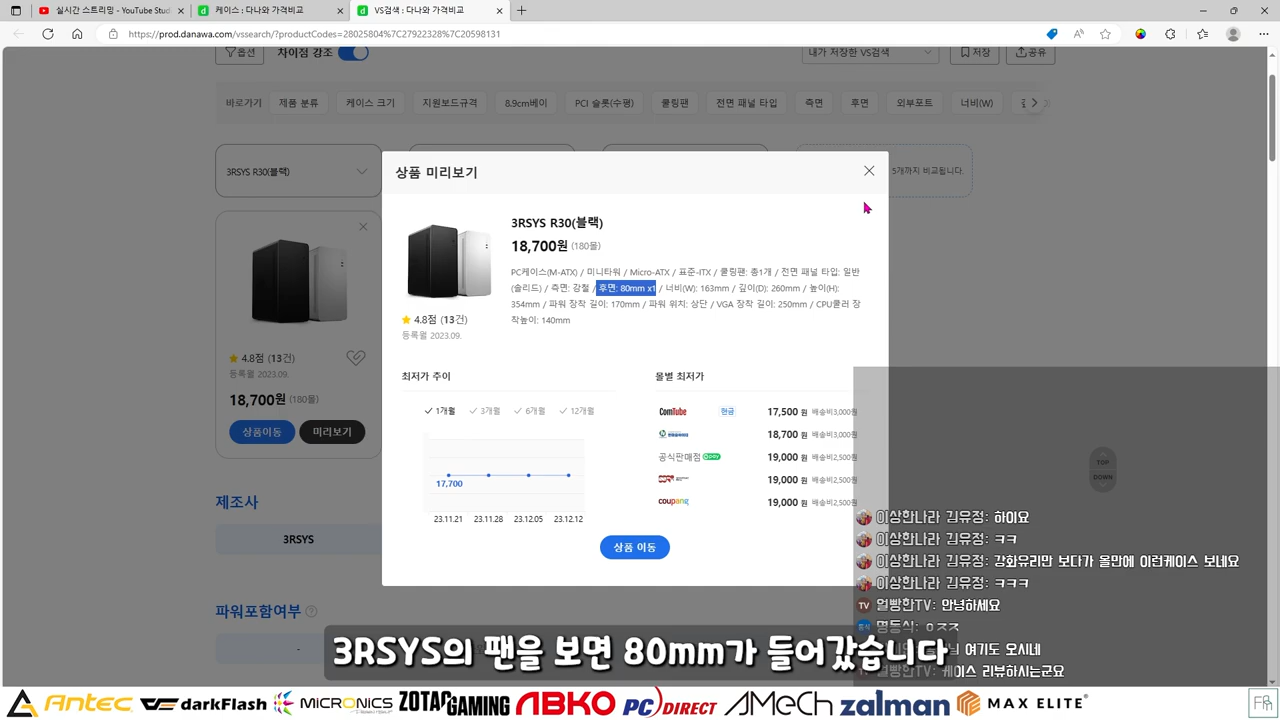 실시간 스트리밍 - YouTube Stud
케이스 : 다나와 가격비교
VS검색 : 다나와 가격비교
https://prod.danawa.com/vssearch/?productCodes=28025804%7C27922328%7C20598131
옵션
차이점 강조
내가 저장한 VS검색
저장
공유
바로가기
제품 분류
케이스 크기
지원보드규격
8.9cm베이
PCI 슬롯(수평)
쿨링팬
전면 패널 타입
측면
후면
외부포트
너비(W)
3RSYS R30(블랙)
5개까지 비교됩니다.
4.8점 (13건)
등록월 2023.09.
18,700원 (180몰)
상품이동
미리보기
제조사
3RSYS
파워포함여부
-
상품 미리보기
3RSYS R30(블랙)
18,700원 (180몰)
PC케이스(M-ATX) / 미니타워 / Micro-ATX / 표준-ITX / 쿨링팬: 총1개 / 전면 패널 타입: 일반
(솔리드) / 측면: 강철 / 후면: 80mm x1 / 너비(W): 163mm / 깊이(D): 260mm / 높이(H):
354mm / 파워 장착 길이: 170mm / 파워 위치: 상단 / VGA 장착 길이: 250mm / CPU쿨러 장
착높이: 140mm
4.8점 (13건)
등록월 2023.09.
최저가 추이
1개월
3개월
6개월
12개월
17,700
23.11.21
23.11.28
23.12.05
23.12.12
몰별 최저가
ComTube 현금 17,500 원 배송비3,000원
18,700 원 배송비3,000원
공식판매점 pay 19,000 원 배송비2,500원
19,000 원 배송비2,500원
coupang 19,000 원 배송비2,500원
상품 이동
TOP
DOWN
이상한나라 김유정: 하이요
이상한나라 김유정: ㅋㅋ
이상한나라 김유정: 강화유리만 보다가 올만에 이런케이스 보네요
이상한나라 김유정: ㅋㅋㅋ
TV 얼빵한TV: 안녕하세요
명동식: ㅇㅈㅈ
여기도 오시네
얼빵한TV: 케이스 리뷰하시는군요
3RSYS의 팬을 보면 80mm가 들어갔습니다
Antec
darkFlash
MICRONICS
ZOTAC GAMING
ABKO
PC DIRECT
AMeCh
zalman
MAX ELITE